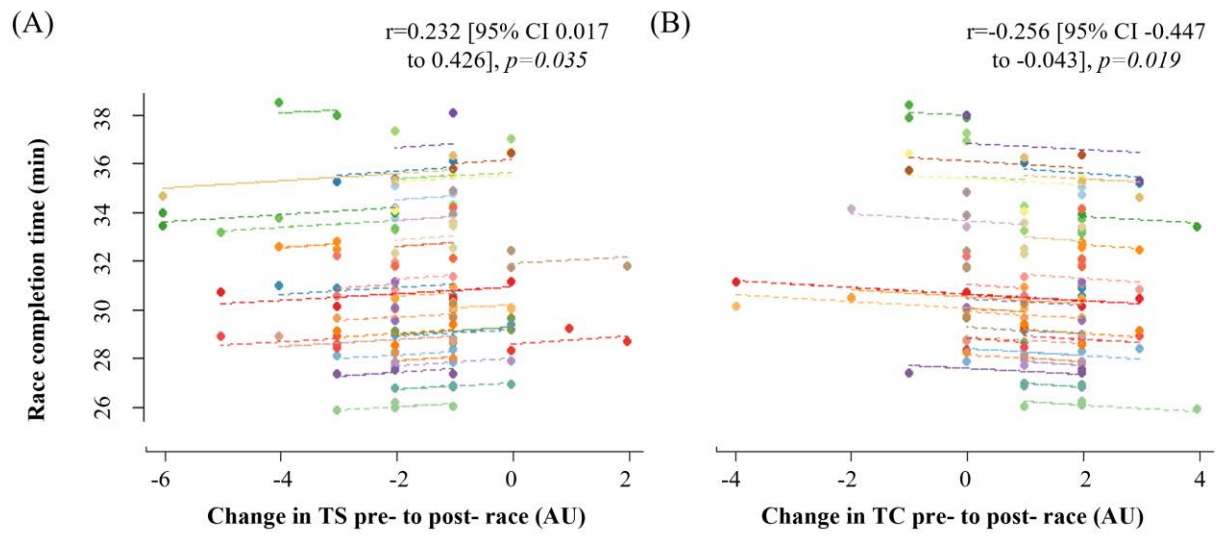 (A)
r=0.232 [95% CI 0.017
to 0.426], p=0.035
(B)
r=-0.256 [95% CI -0.447
to -0.043], p=0.019
Race completion time (min)
38
36
34
32
30
28
26
-6 -4 -2 0 2
-4 -2 0 2 4
Change in TS pre- to post- race (AU)
Change in TC pre- to post- race (AU)